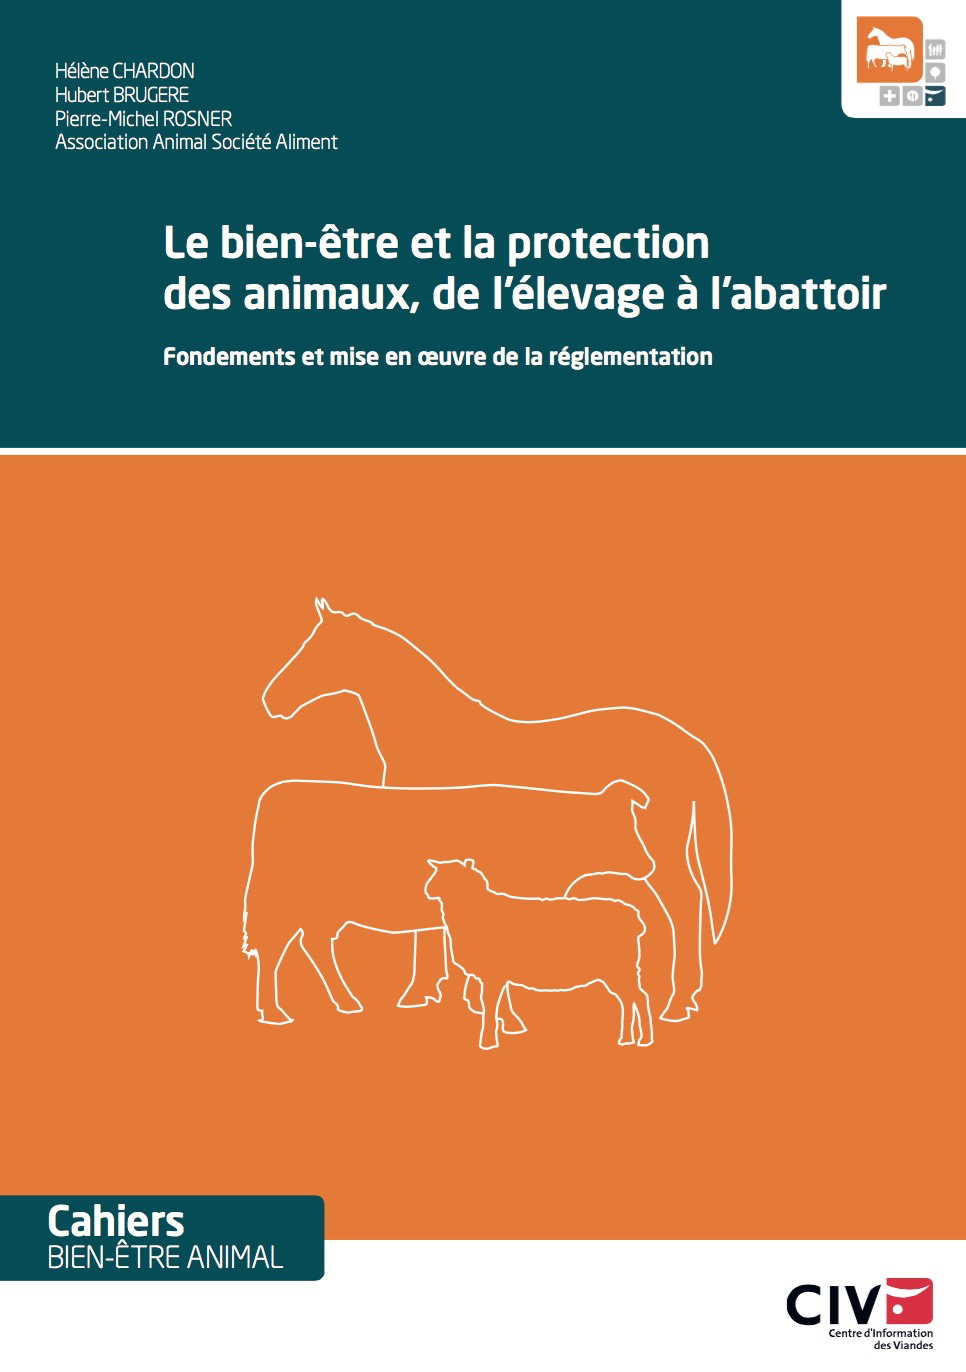 Hélène CHARDON
Hubert BRUGERE
Pierre-Michel ROSNER
Association Animal Société Aliment
Le bien-être et la protection
des animaux, de l'élevage à l'abattoir
Fondements et mise en œuvre de la réglementation
Cahiers
BIEN-ÊTRE ANIMAL
CIV
Centre d'Information
des Viandes